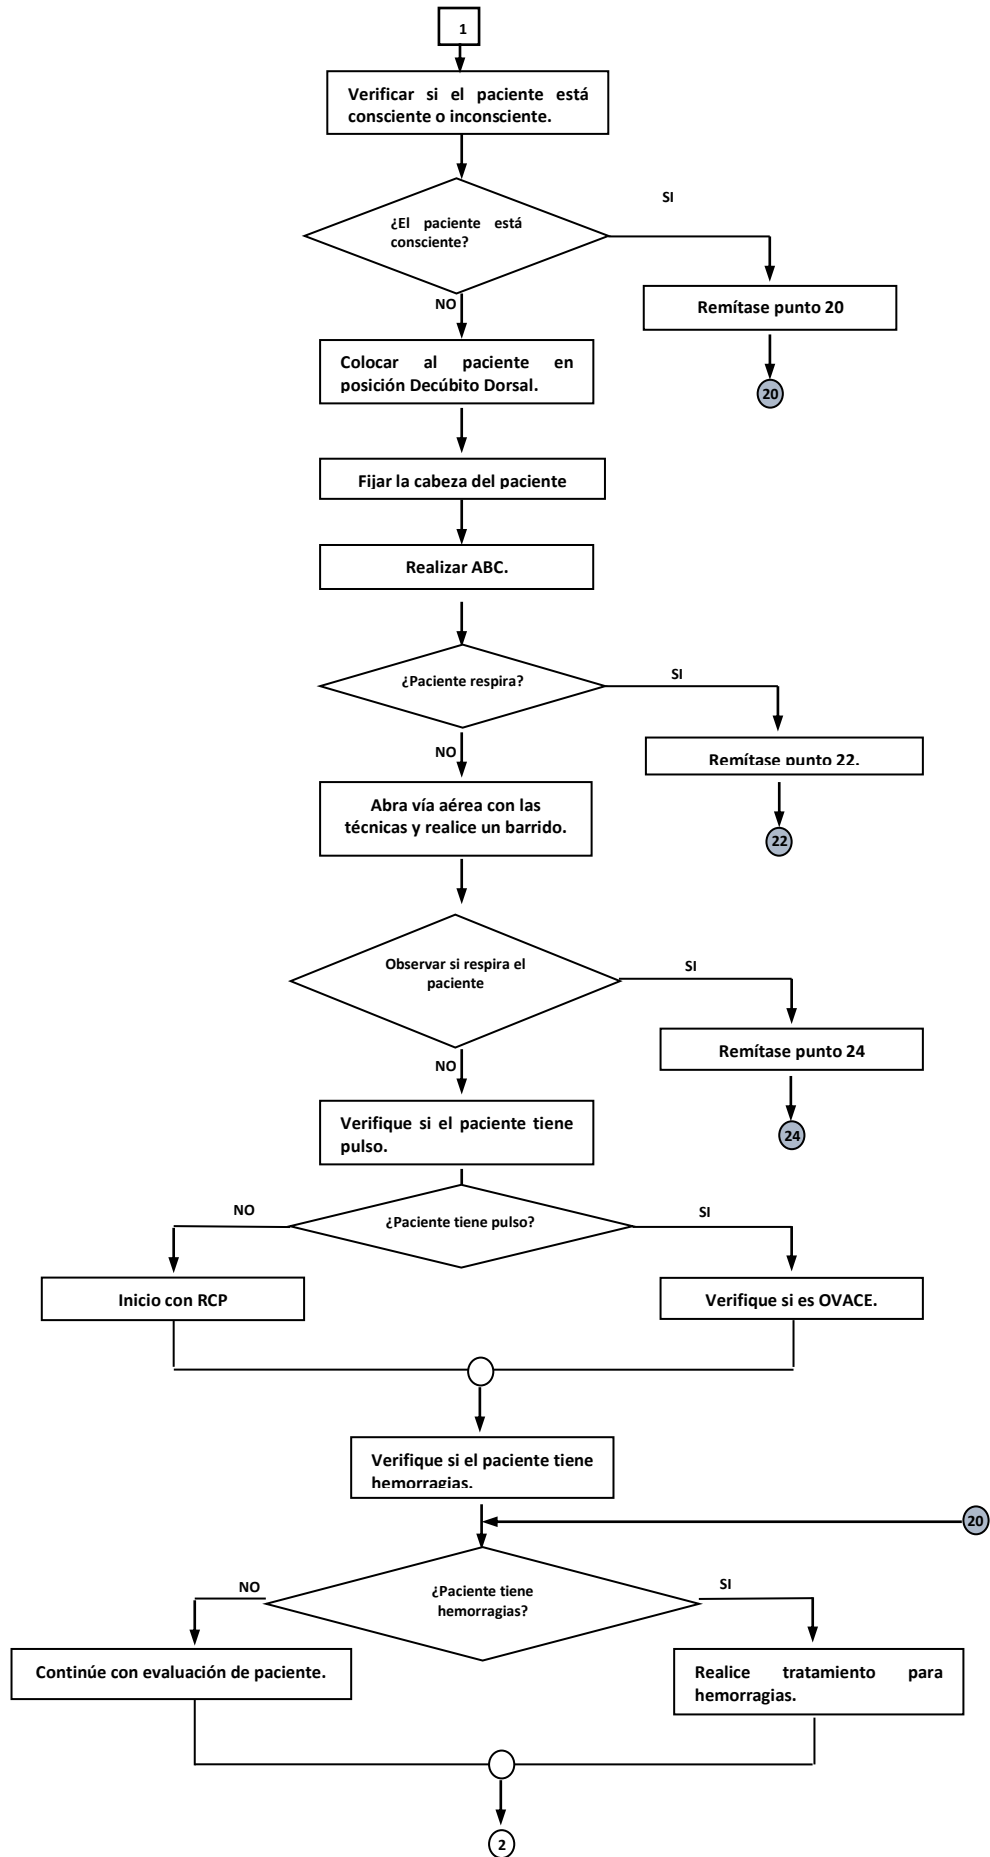 1
Verificar si el paciente está
consciente o inconsciente.
¿El paciente está
consciente?
SI
NO
Remítase punto 20
20
Colocar al paciente en
posición Decúbito Dorsal.
Fijar la cabeza del paciente
Realizar ABC.
¿Paciente respira?
SI
NO
Remítase punto 22.
22
Abra vía aérea con las
técnicas y realice un barrido.
Observar si respira el
paciente
SI
NO
Remítase punto 24
24
Verifique si el paciente tiene
pulso.
¿Paciente tiene pulso?
NO
SI
Inicio con RCP
Verifique si es OVACE.
Verifique si el paciente tiene
hemorragias.
20
¿Paciente tiene
hemorragias?
NO
SI
Continúe con evaluación de paciente.
Realice tratamiento para
hemorragias.
2